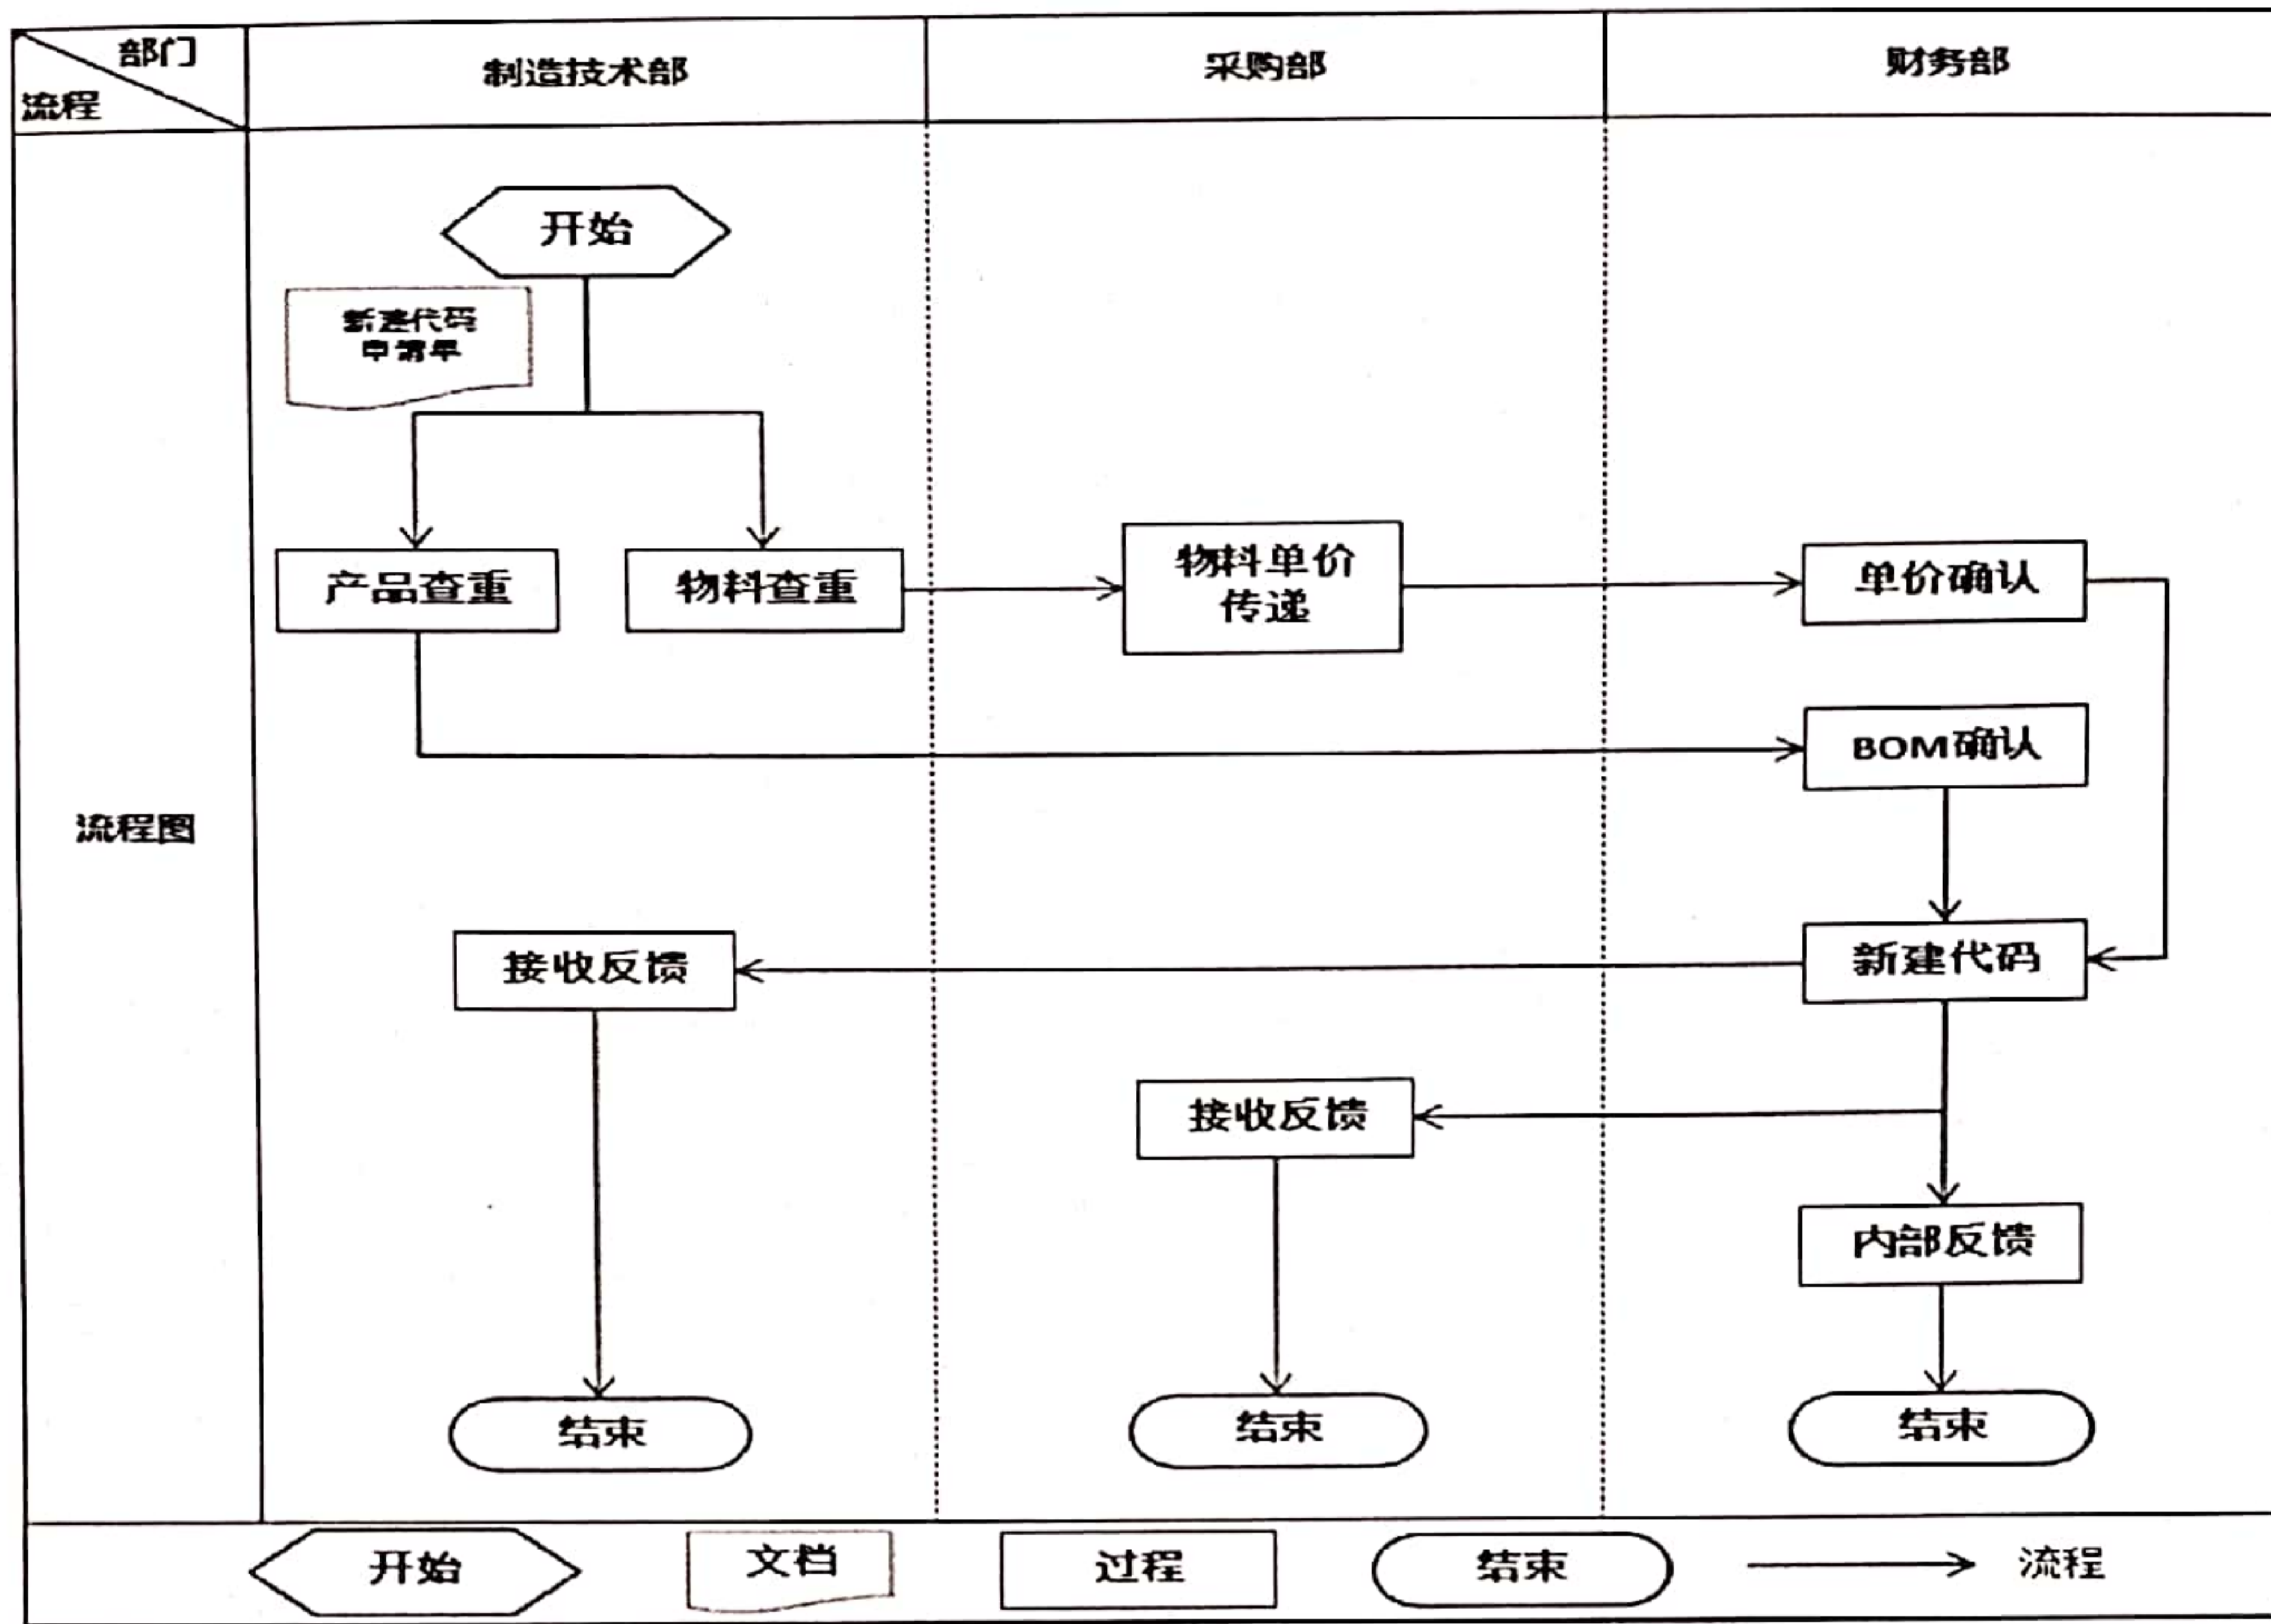 部门
流程
制造技术部
采购部
财务部
开始
新建代码
申请单
产品查重
物料查重
物料单价
传递
单价确认
BOM确认
流程图
接收反馈
新建代码
接收反馈
内部反馈
结束
结束
结束
开始
文档
过程
结束
流程